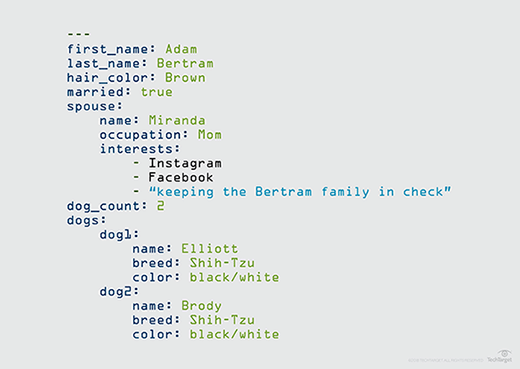 ---
first_name: Adam
last_name: Bertram
hair_color: Brown
married: true
spouse:
    name: Miranda
    occupation: Mom
    interests:
        - Instagram
        - Facebook
        - “keeping the Bertram family in check”
dog_count: 2
dogs:
    dog1:
        name: Elliott
        breed: Shih-Tzu
        color: black/white
    dog2:
        name: Brody
        breed: Shih-Tzu
        color: black/white
TechTarget